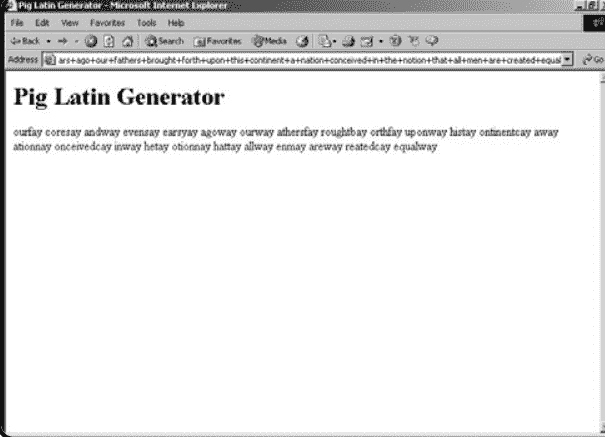 Pig Latin Generator - Microsoft Internet Explorer
File Edit View Favorites Tools Help
Back Search Favorites Media
Address ars+ago+our+fathers+brought+forth+upon+this+continent+a+nation+conceived+in+the+notion+that+all+men+are+created+equal Go
Pig Latin Generator
ourfay coresay andway evensay earsyay agoway ourway athersfay roughtbay orthfay uponway histay ontinentcay away
ationnay onceivedcay inway hetay otionnay hattay allway enmay areway reatedcay equalway